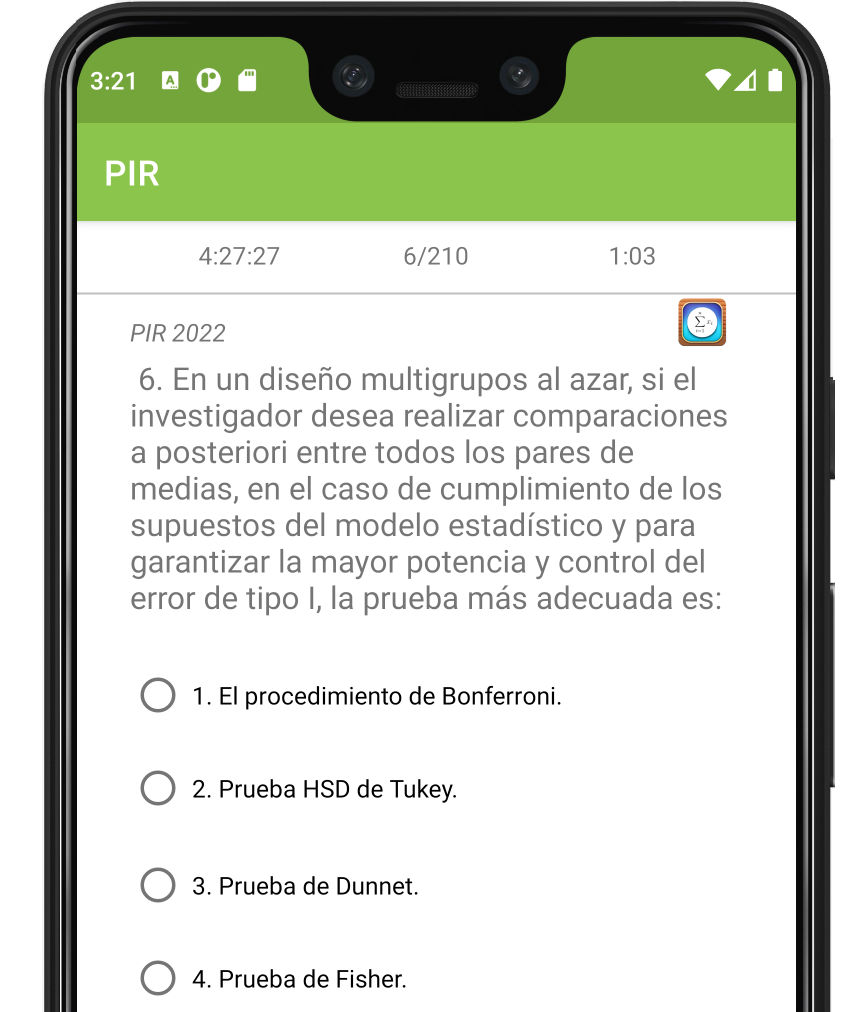 3:21
PIR
4:27:27 6/210 1:03
PIR 2022
6. En un diseño multigrupos al azar, si el
investigador desea realizar comparaciones
a posteriori entre todos los pares de
medias, en el caso de cumplimiento de los
supuestos del modelo estadístico y para
garantizar la mayor potencia y control del
error de tipo I, la prueba más adecuada es:
1. El procedimiento de Bonferroni.
2. Prueba HSD de Tukey.
3. Prueba de Dunnet.
4. Prueba de Fisher.